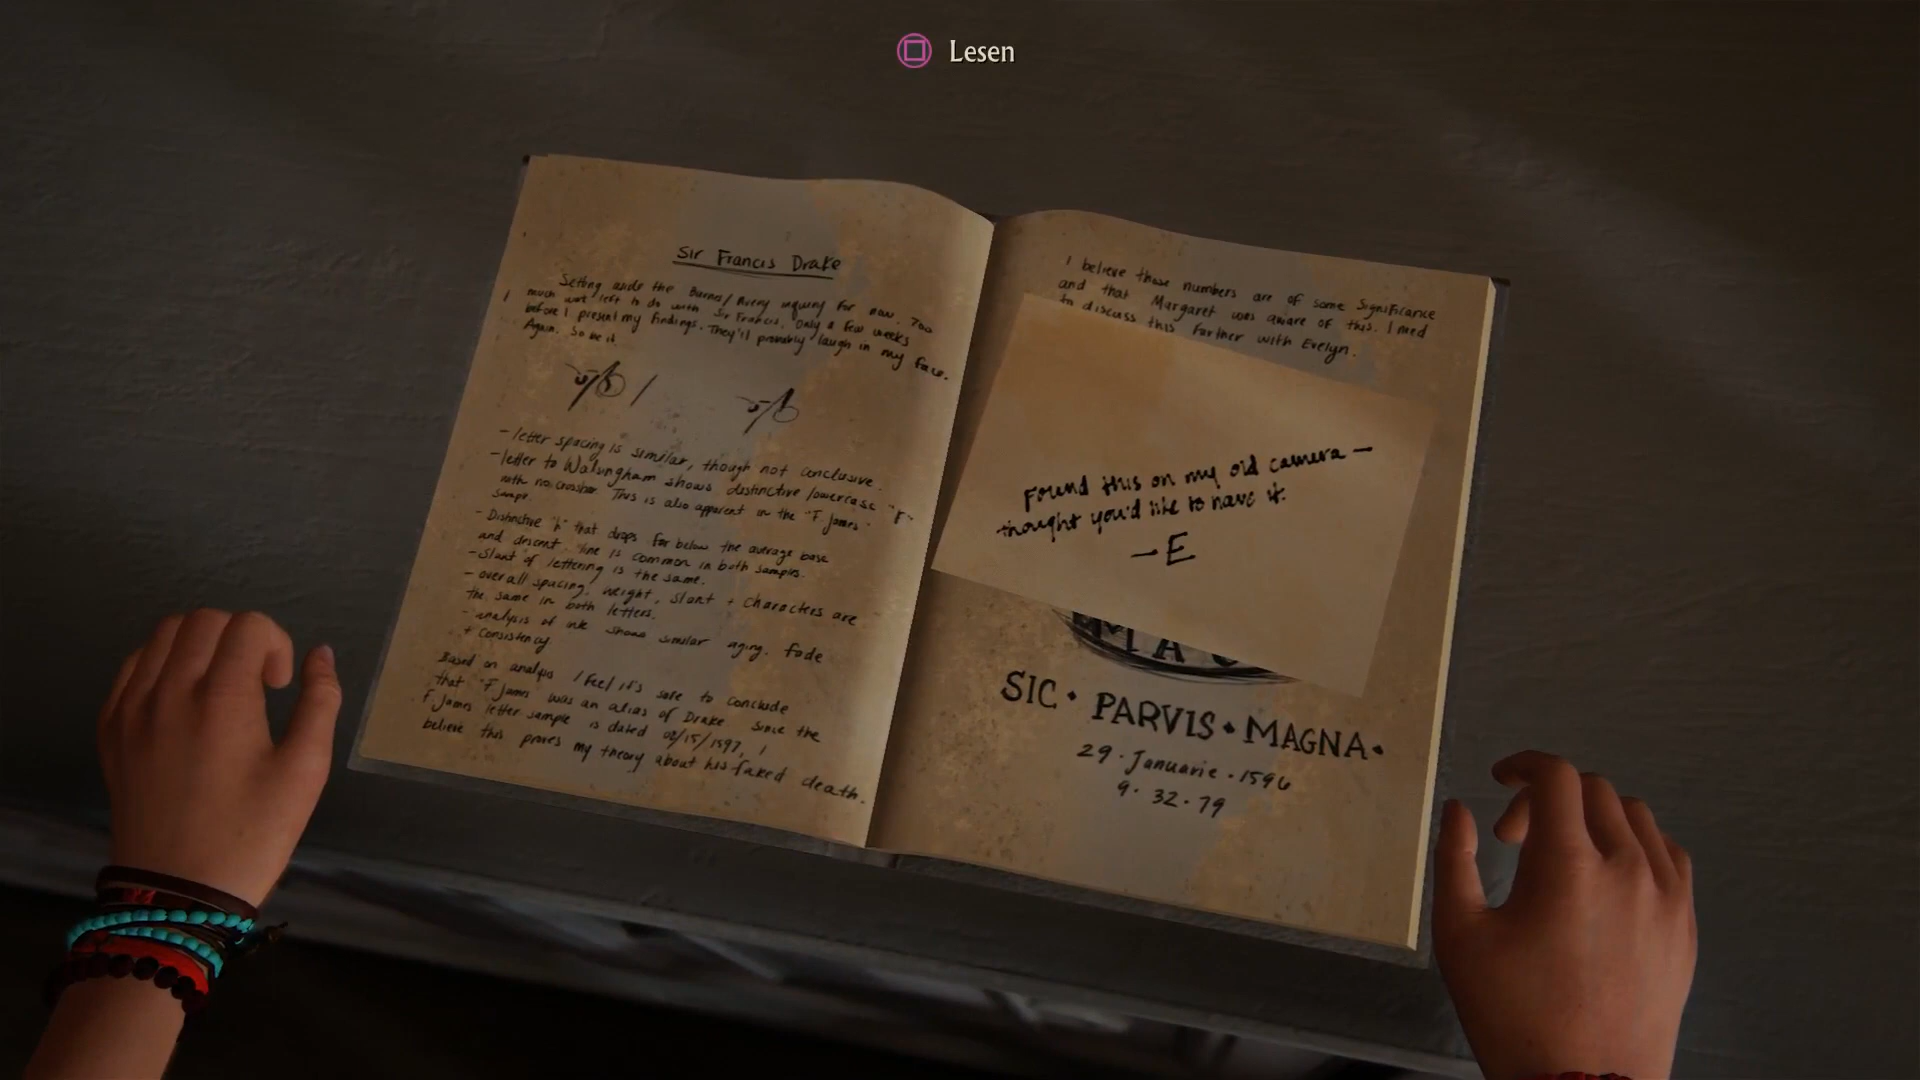 Lesen
Sir Francis Drake
Setting aside the Burnes/Avery inquiry for now. Too
much work left to do with Sir Francis. Only a few weeks
before I present my findings. They'll probably laugh in my face.
Again. So be it.
- letter spacing is similar, though not conclusive.
- letter to Walsingham shows distinctive lowercase "F"
with no crossbar. This is also apparent in the "F. James"
sample.
- Distinctive "h" that drops far below the average base
and descent line is common in both samples.
- Slant of lettering is the same.
- overall spacing, weight, slant + characters are
the same in both letters.
- analysis of ink shows similar aging, fade
+ consistency
Based on analysis I feel it's safe to conclude
that "F. James was an alias of Drake. Since the
F. James letter sample is dated 02/15/1597, I
believe this proves my theory about his faked death.
I believe those numbers are of some significance
and that Margaret was aware of this. I need
to discuss this further with Evelyn.
Found this on my old camera —
thought you'd like to have it.
—E
MAG
SIC • PARVIS • MAGNA •
29 · Januarie · 1596
9 · 32 · 79